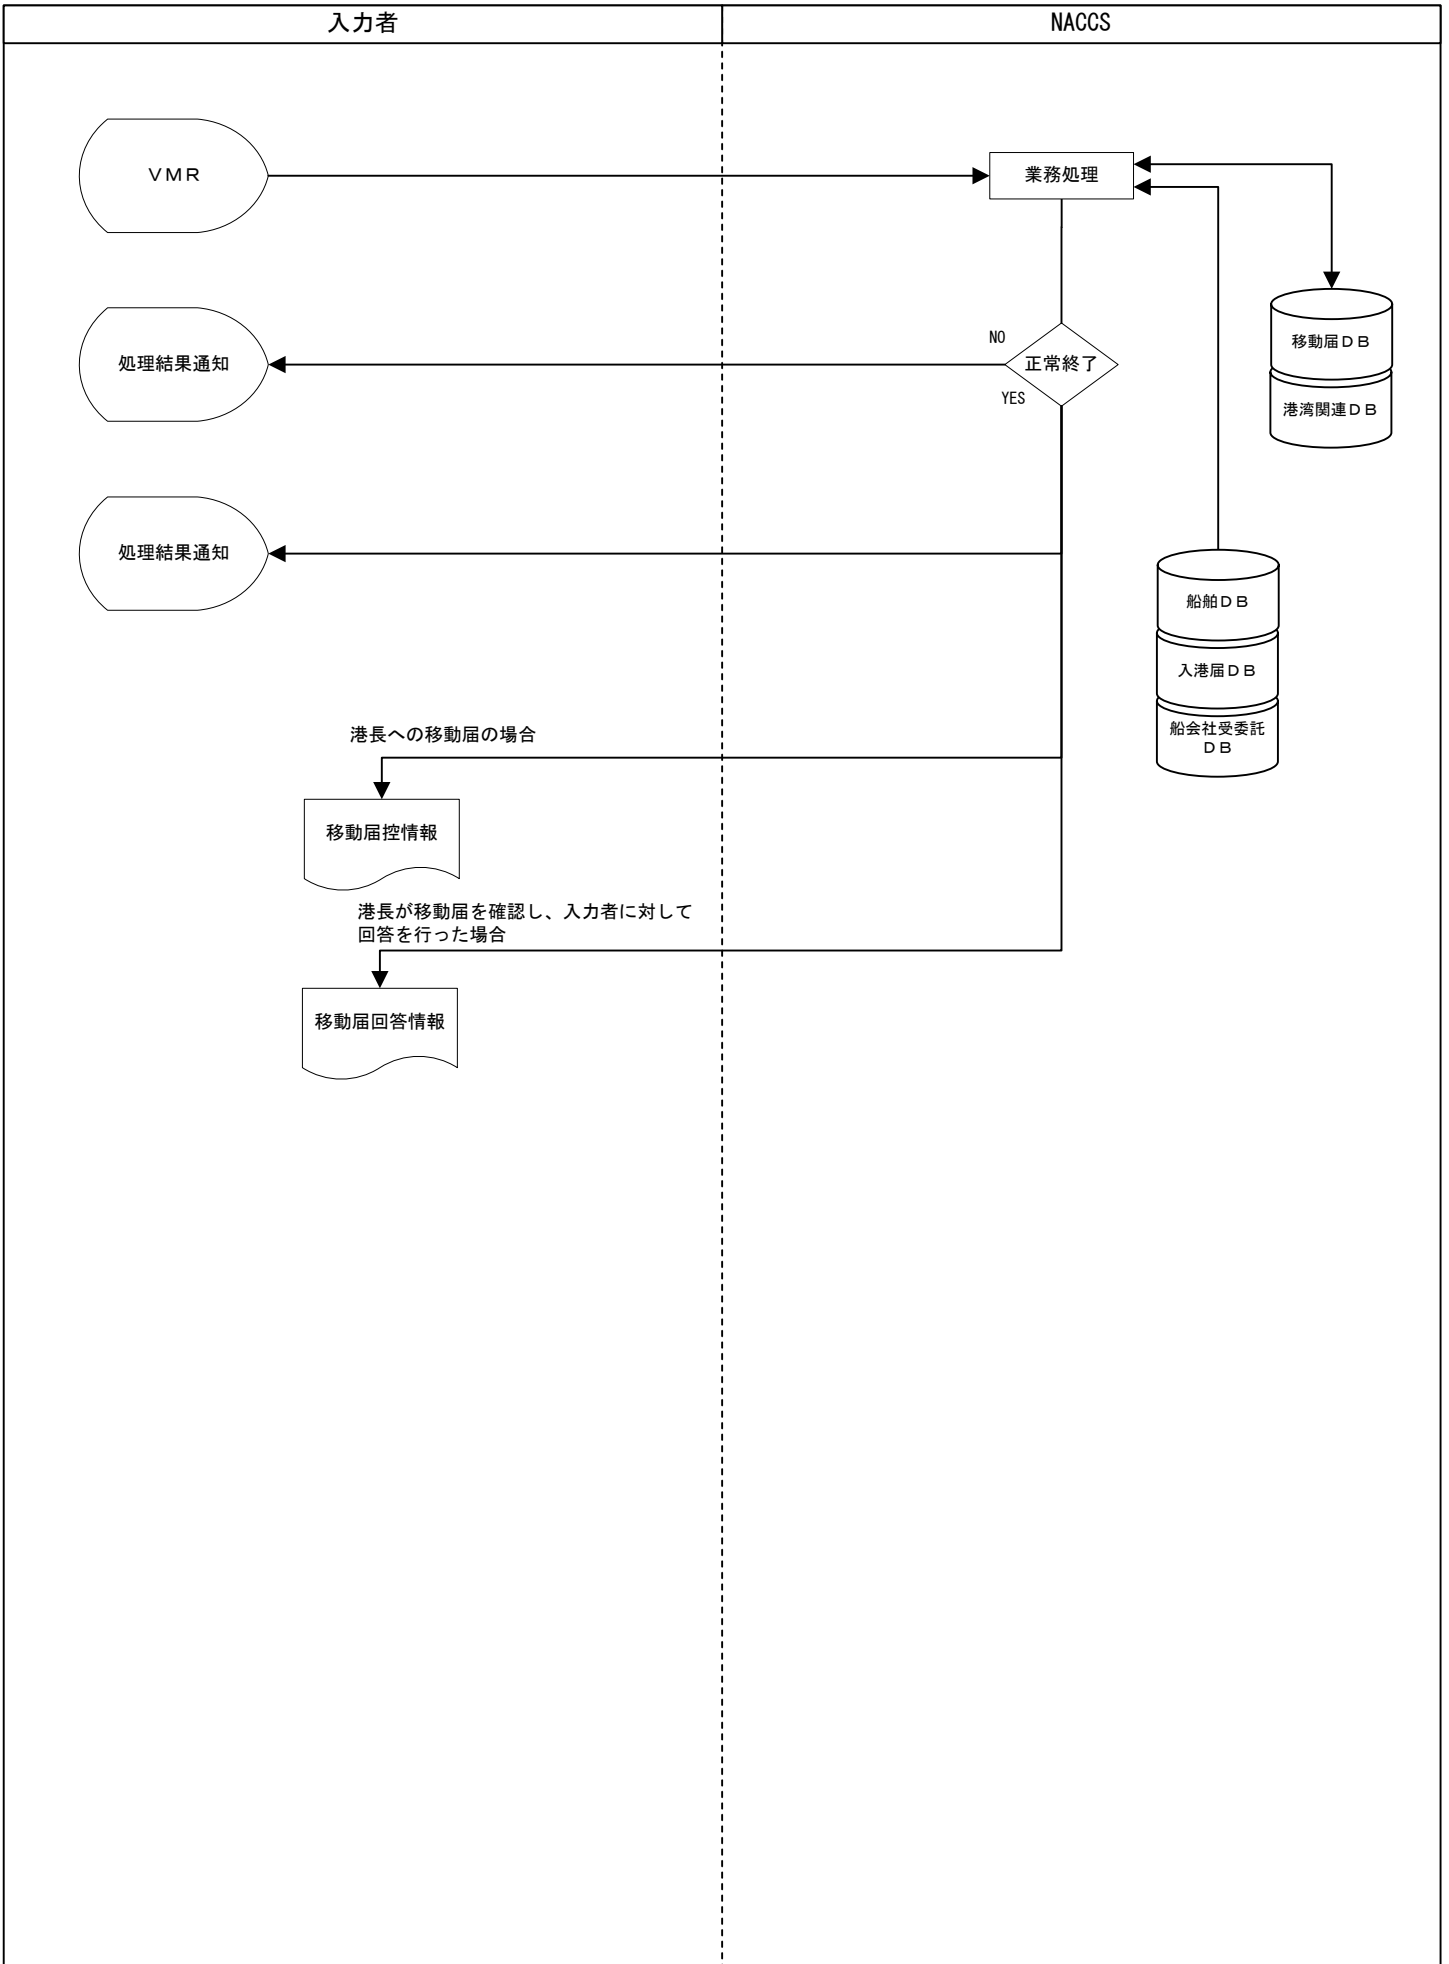 入力者
NACCS
ＶＭＲ
業務処理
処理結果通知
NO
正常終了
YES
移動届ＤＢ
港湾関連ＤＢ
処理結果通知
船舶ＤＢ
入港届ＤＢ
船会社受委託
ＤＢ
港長への移動届の場合
移動届控情報
港長が移動届を確認し、入力者に対して
回答を行った場合
移動届回答情報